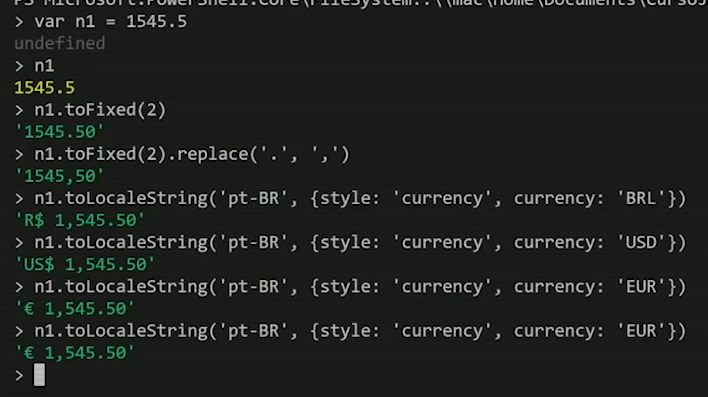 PS Microsoft.PowerShell.Core\FileSystem::\\mac\Home\Documents\CursoJ
> var n1 = 1545.5
undefined
> n1
1545.5
> n1.toFixed(2)
'1545.50'
> n1.toFixed(2).replace('.', ',')
'1545,50'
> n1.toLocaleString('pt-BR', {style: 'currency', currency: 'BRL'})
'R$ 1,545.50'
> n1.toLocaleString('pt-BR', {style: 'currency', currency: 'USD'})
'US$ 1,545.50'
> n1.toLocaleString('pt-BR', {style: 'currency', currency: 'EUR'})
'€ 1,545.50'
> n1.toLocaleString('pt-BR', {style: 'currency', currency: 'EUR'})
'€ 1,545.50'
>